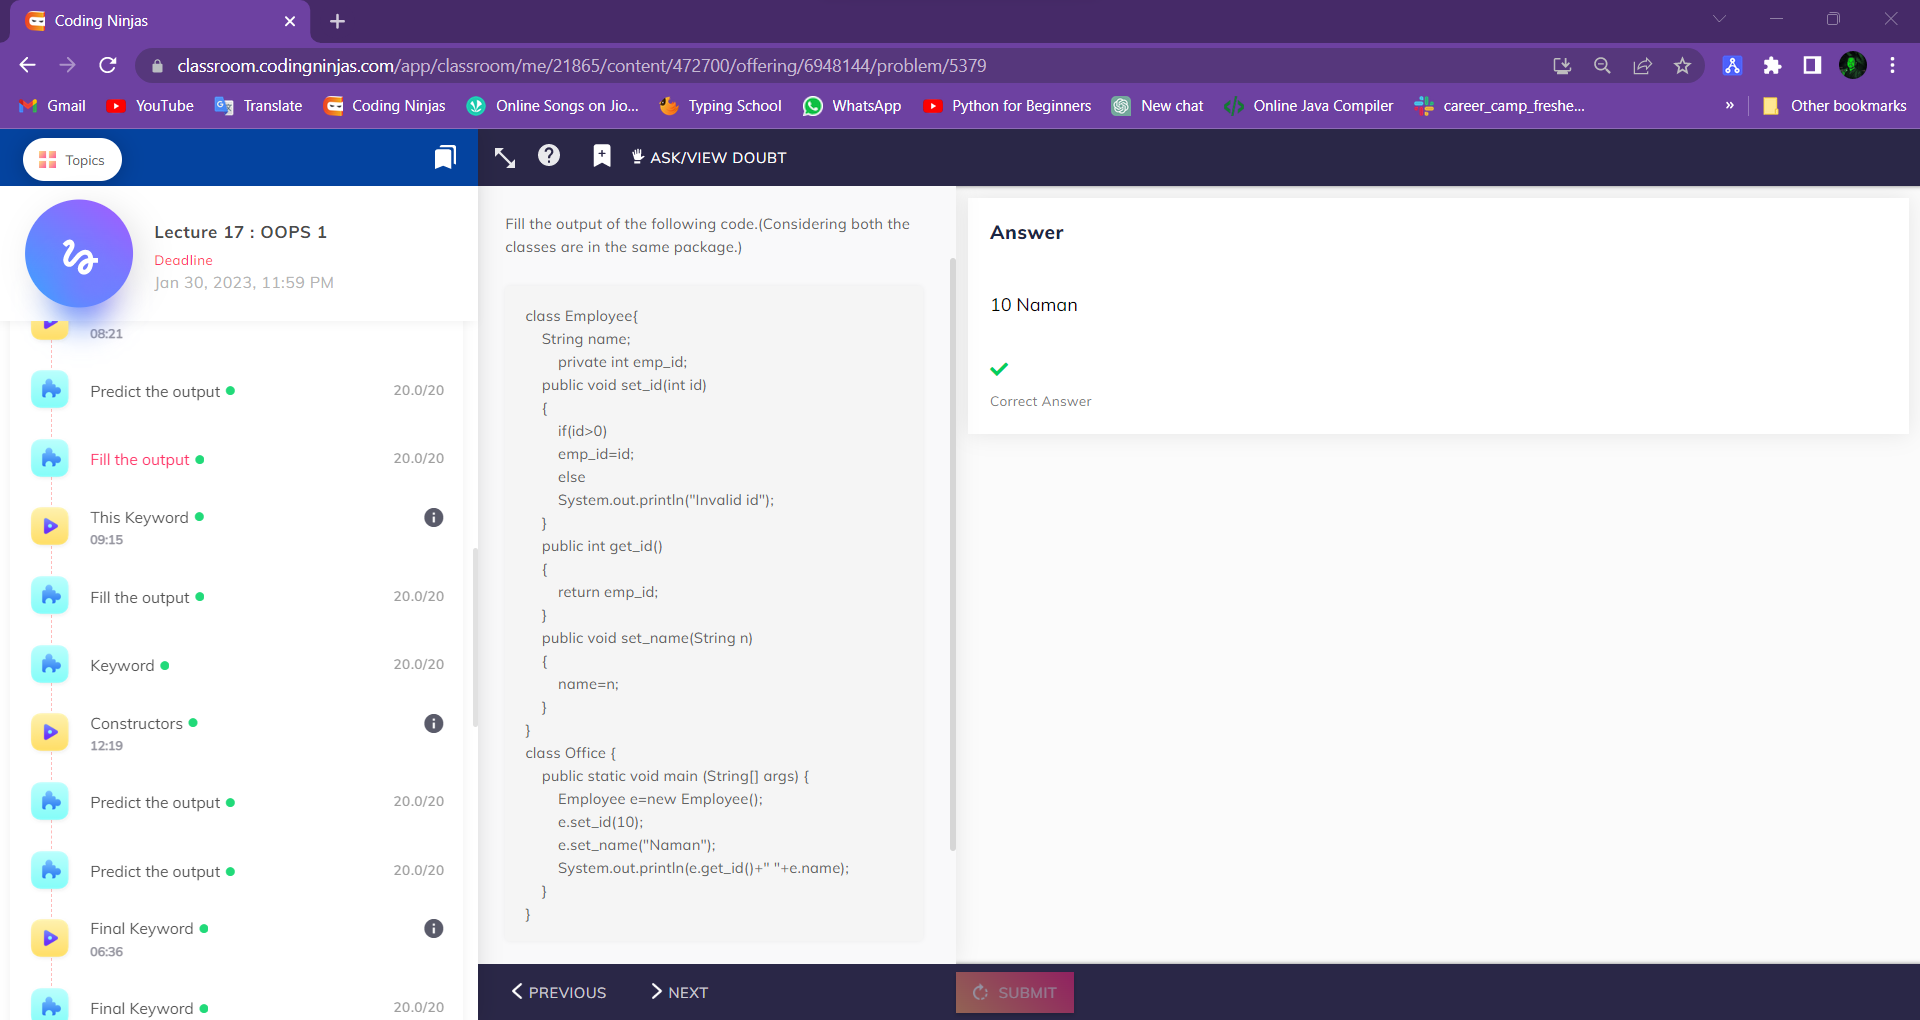 Coding Ninjas
classroom.codingninjas.com/app/classroom/me/21865/content/472700/offering/6948144/problem/5379
Gmail YouTube Translate Coding Ninjas Online Songs on Jio... Typing School WhatsApp Python for Beginners New chat Online Java Compiler career_camp_freshe... » Other bookmarks
Topics
ASK/VIEW DOUBT
Lecture 17 : OOPS 1
Deadline
Jan 30, 2023, 11:59 PM
08:21
Predict the output 20.0/20
Fill the output 20.0/20
This Keyword
09:15
Fill the output 20.0/20
Keyword 20.0/20
Constructors
12:19
Predict the output 20.0/20
Predict the output 20.0/20
Final Keyword
06:36
Final Keyword 20.0/20
Fill the output of the following code.(Considering both the
classes are in the same package.)
class Employee{
String name;
private int emp_id;
public void set_id(int id)
{
if(id>0)
emp_id=id;
else
System.out.println("Invalid id");
}
public int get_id()
{
return emp_id;
}
public void set_name(String n)
{
name=n;
}
}
class Office {
public static void main (String[] args) {
Employee e=new Employee();
e.set_id(10);
e.set_name("Naman");
System.out.println(e.get_id()+" "+e.name);
}
}
Answer
10 Naman
Correct Answer
PREVIOUS NEXT SUBMIT